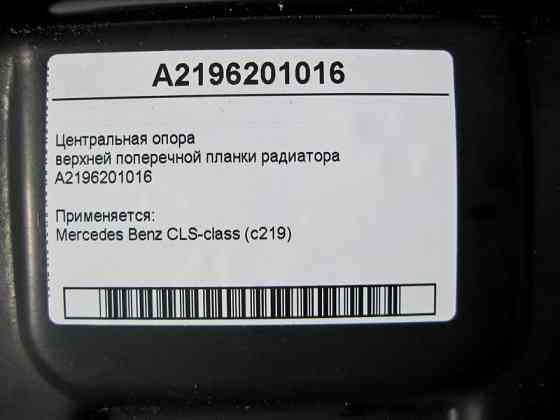 A2196201016
Центральная опора
верхней поперечной планки радиатора
A2196201016
Применяется:
Mercedes Benz CLS-class (c219)